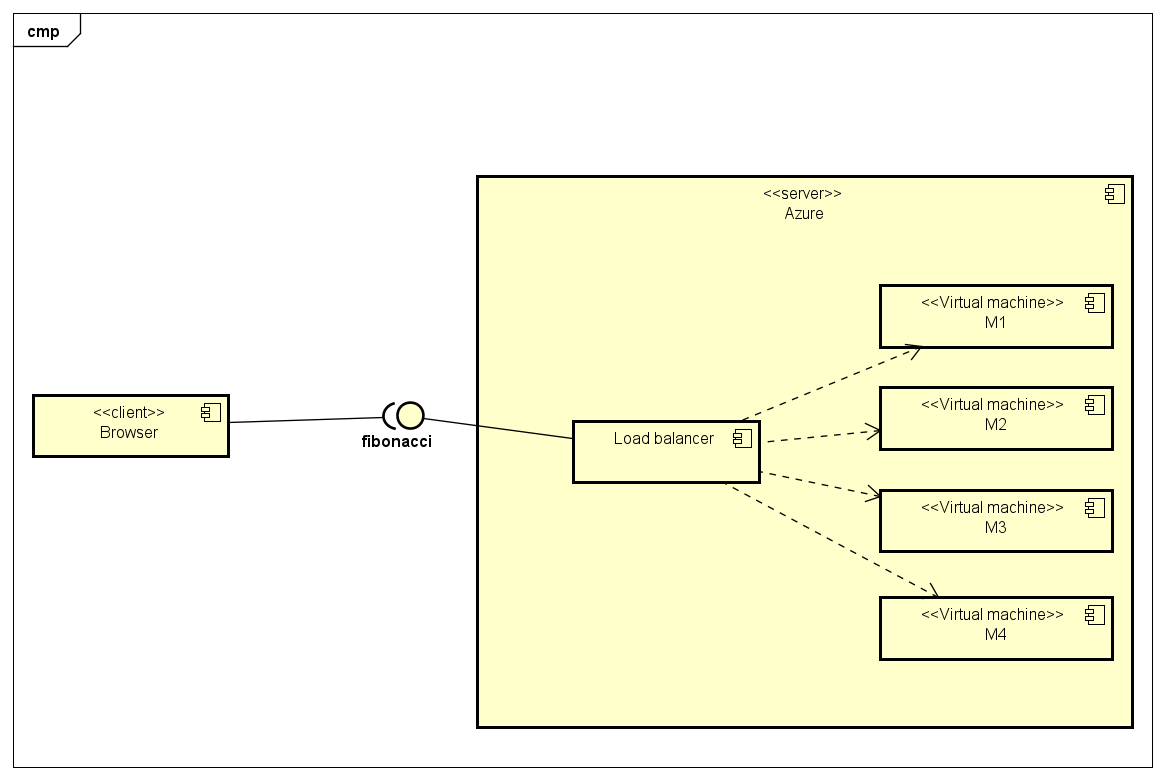 cmp
<<server>>
Azure
<<Virtual machine>>
M1
<<client>>
Browser
fibonacci
Load balancer
<<Virtual machine>>
M2
<<Virtual machine>>
M3
<<Virtual machine>>
M4